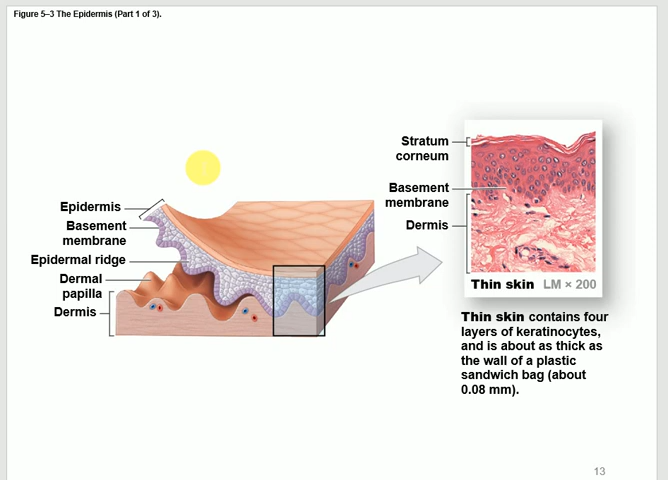 Figure 5–3 The Epidermis (Part 1 of 3).
Epidermis
Basement
membrane
Epidermal ridge
Dermal
papilla
Dermis
Stratum
corneum
Basement
membrane
Dermis
Thin skin LM × 200
Thin skin contains four
layers of keratinocytes,
and is about as thick as
the wall of a plastic
sandwich bag (about
0.08 mm).
13